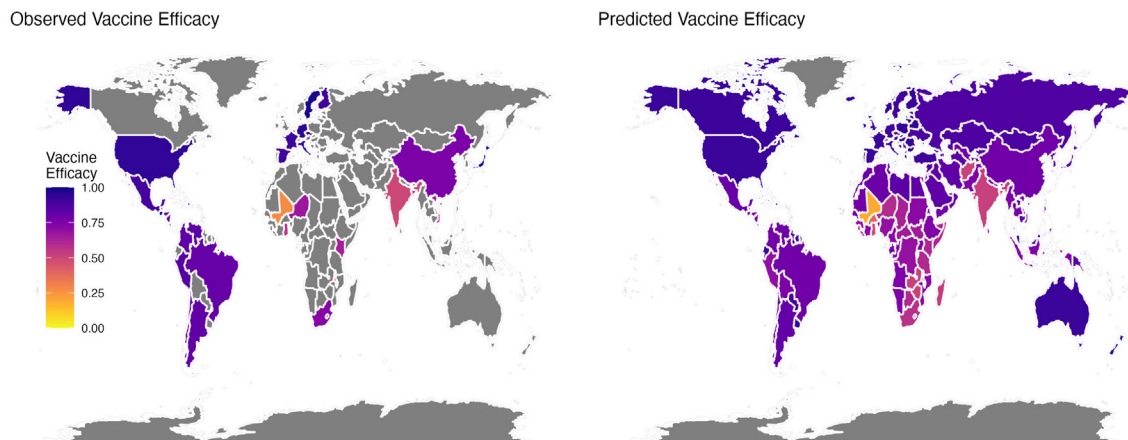 Observed Vaccine Efficacy
Predicted Vaccine Efficacy
Vaccine
Efficacy
1.00
0.75
0.50
0.25
0.00